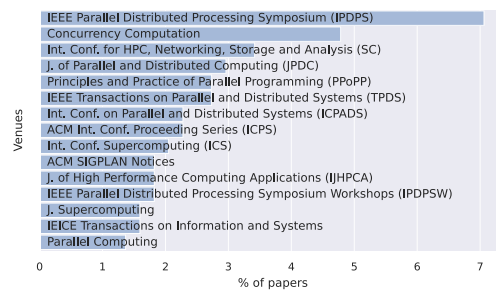 IEEE Parallel Distributed Processing Symposium (IPDPS)
Concurrency Computation
Int. Conf. for HPC, Networking, Storage and Analysis (SC)
J. of Parallel and Distributed Computing (JPDC)
Principles and Practice of Parallel Programming (PPoPP)
IEEE Transactions on Parallel and Distributed Systems (TPDS)
Int. Conf. on Parallel and Distributed Systems (ICPADS)
ACM Int. Conf. Proceeding Series (ICPS)
Int. Conf. Supercomputing (ICS)
ACM SIGPLAN Notices
J. of High Performance Computing Applications (IJHPCA)
IEEE Parallel Distributed Processing Symposium Workshops (IPDPSW)
J. Supercomputing
IEICE Transactions on Information and Systems
Parallel Computing
Venues
0 1 2 3 4 5 6 7
% of papers